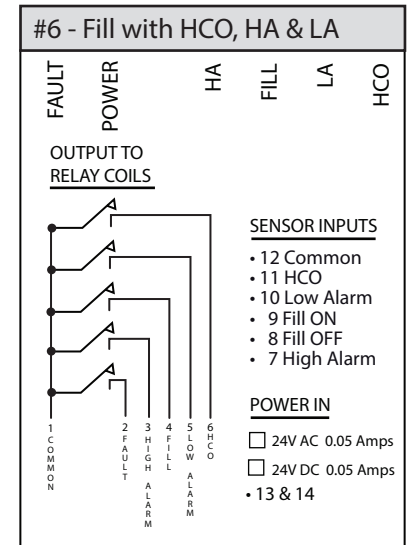 #6 - Fill with HCO, HA & LA
FAULT
POWER
HA
FILL
LA
HCO
OUTPUT TO
RELAY COILS
SENSOR INPUTS
• 12 Common
• 11 HCO
• 10 Low Alarm
• 9 Fill ON
• 8 Fill OFF
• 7 High Alarm
POWER IN
24V AC 0.05 Amps
24V DC 0.05 Amps
• 13 & 14
1 COMMON
2 FAULT
3 HIGH ALARM
4 FILL
5 LOW ALARM
6 HCO